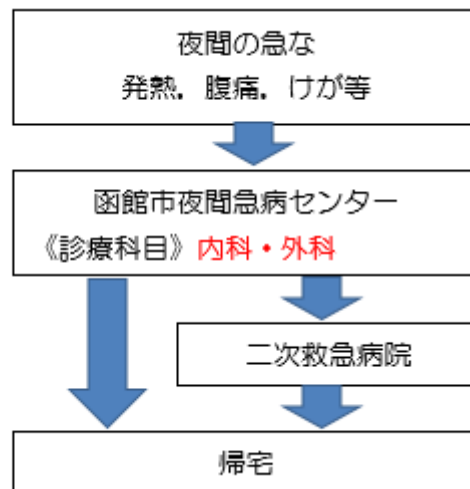 夜間の急な
発熱．腹痛．けが等
函館市夜間急病センター
《診療科目》内科・外科
二次救急病院
帰宅